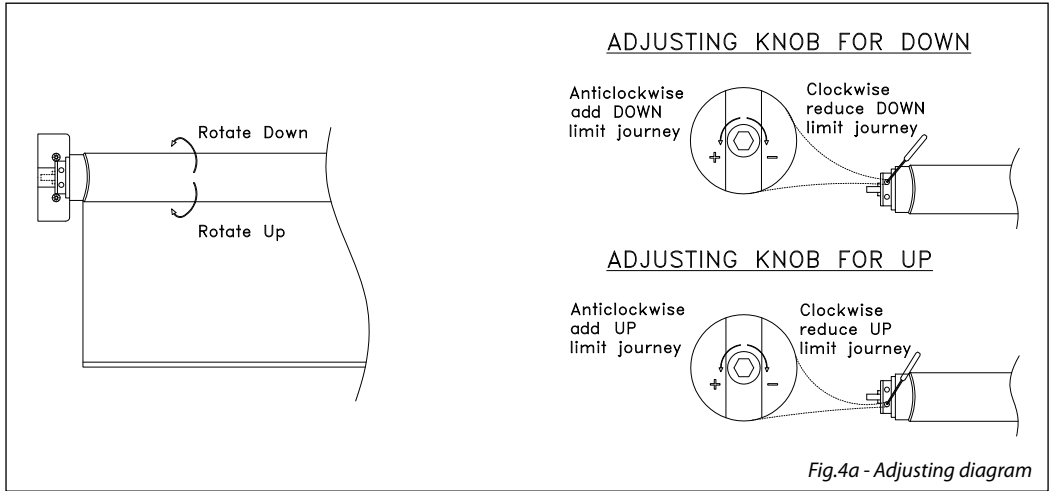 Rotate Down
Rotate Up
ADJUSTING KNOB FOR DOWN
Anticlockwise
add DOWN
limit journey
Clockwise
reduce DOWN
limit journey
+ –
ADJUSTING KNOB FOR UP
Anticlockwise
add UP
limit journey
Clockwise
reduce UP
limit journey
+ –
Fig.4a - Adjusting diagram